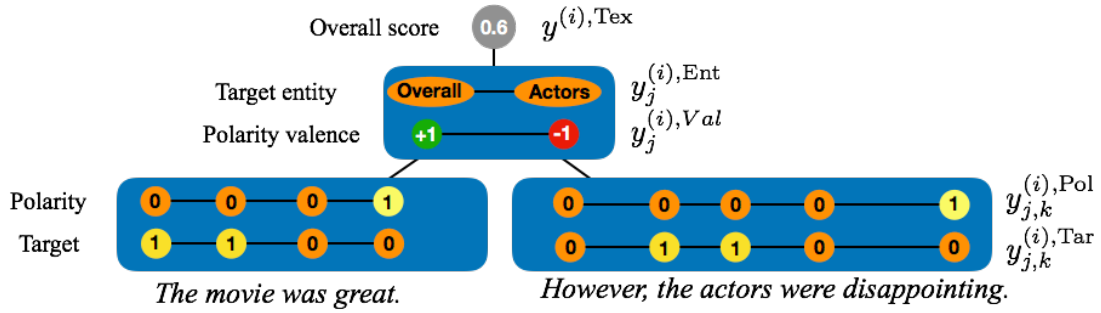 Overall score 0.6 y^{(i),Tex}
Target entity Overall Actors y_j^{(i),Ent}
Polarity valence +1 -1 y_j^{(i),Val}
Polarity 0 0 0 1 0 0 0 0 1 y_{j,k}^{(i),Pol}
Target 1 1 0 0 0 1 1 0 0 y_{j,k}^{(i),Tar}
The movie was great. However, the actors were disappointing.